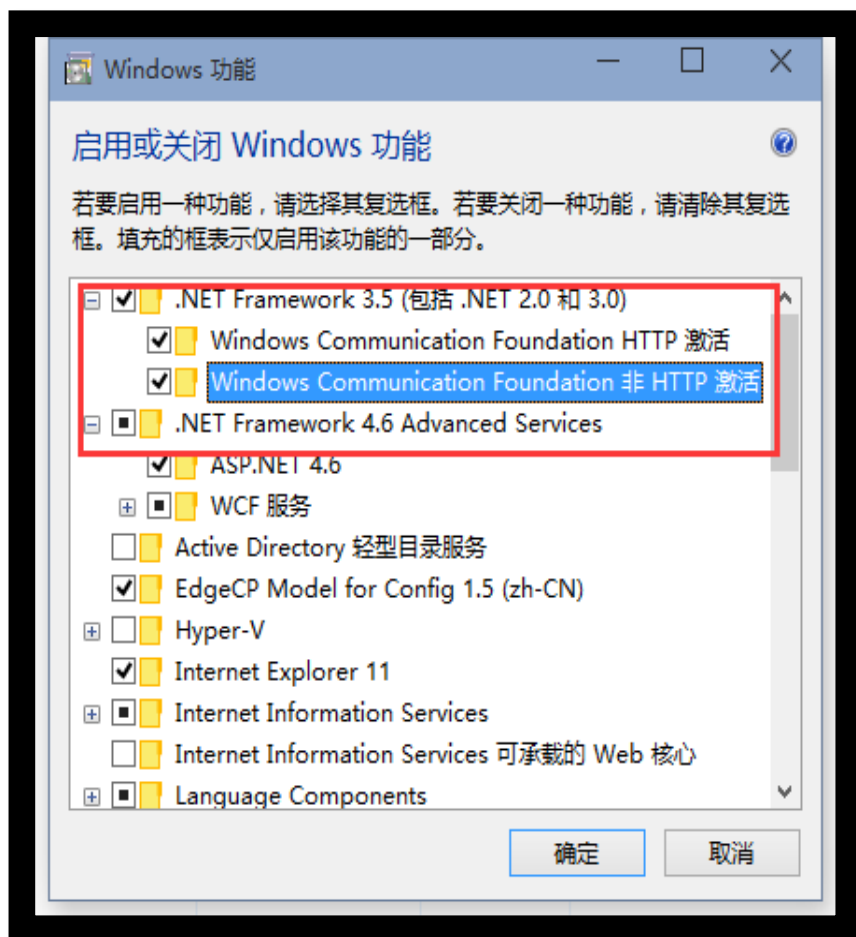 Windows 功能
启用或关闭 Windows 功能
若要启用一种功能，请选择其复选框。若要关闭一种功能，请清除其复选
框。填充的框表示仅启用该功能的一部分。
.NET Framework 3.5 (包括 .NET 2.0 和 3.0)
Windows Communication Foundation HTTP 激活
Windows Communication Foundation 非 HTTP 激活
.NET Framework 4.6 Advanced Services
ASP.NET 4.6
WCF 服务
Active Directory 轻型目录服务
EdgeCP Model for Config 1.5 (zh-CN)
Hyper-V
Internet Explorer 11
Internet Information Services
Internet Information Services 可承载的 Web 核心
Language Components
确定
取消